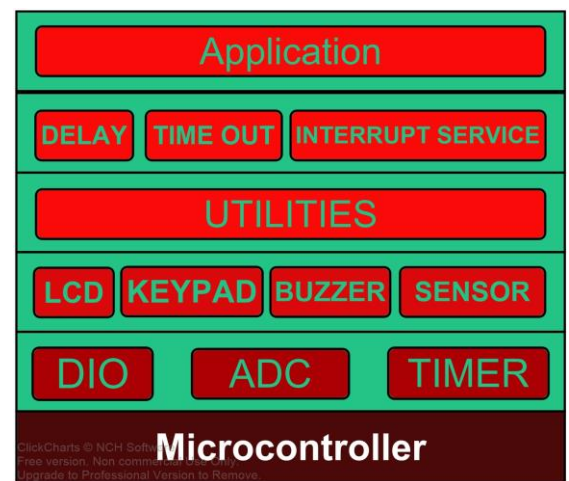 Application
DELAY TIME OUT INTERRUPT SERVICE
UTILITIES
LCD KEYPAD BUZZER SENSOR
DIO ADC TIMER
Microcontroller
ClickCharts © NCH Software
Free version. Non commercial Use Only.
Upgrade to Professional Version to Remove.